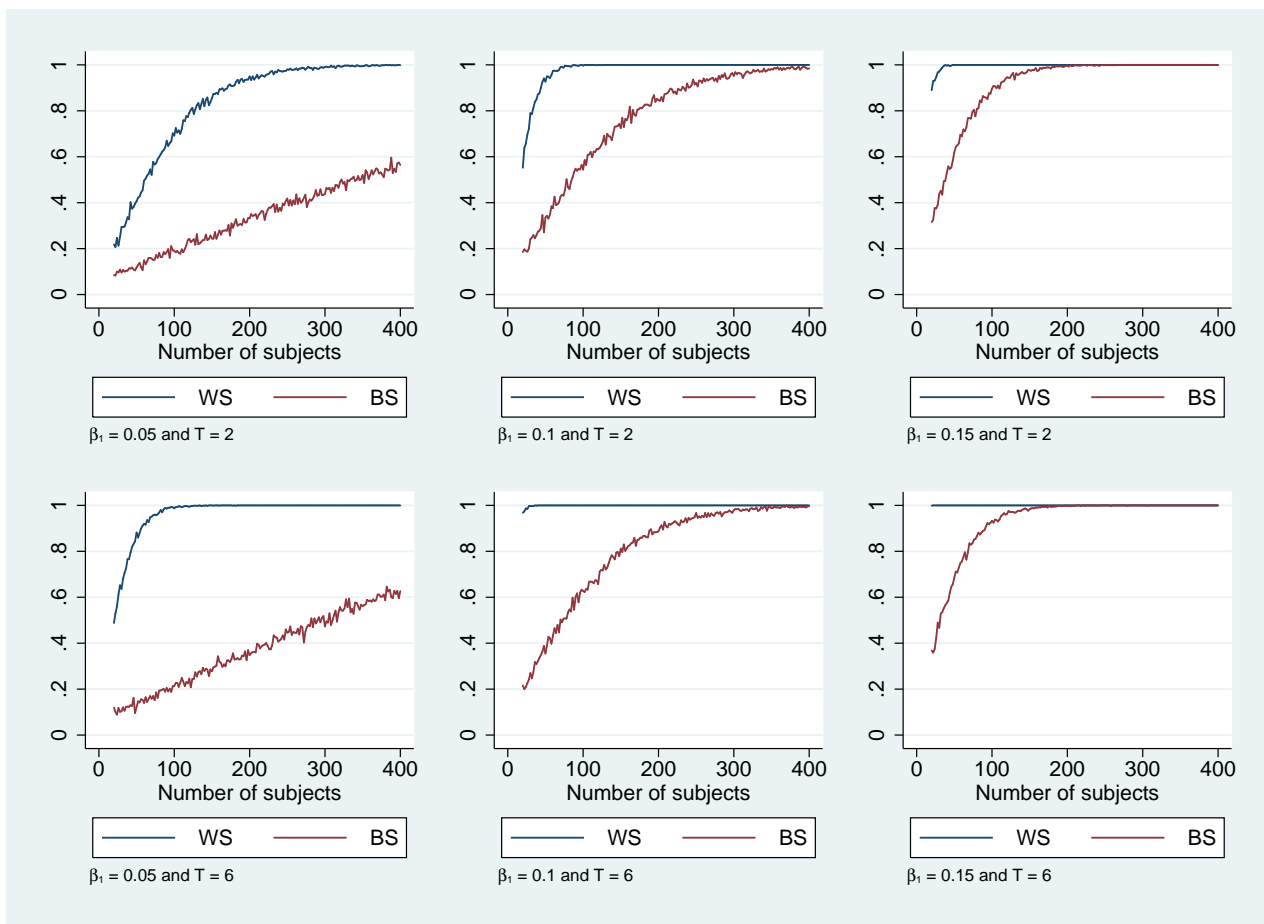 1
.8
.6
.4
.2
0
0 100 200 300 400
Number of subjects
WS BS
β₁ = 0.05 and T = 2
1
.8
.6
.4
.2
0
0 100 200 300 400
Number of subjects
WS BS
β₁ = 0.1 and T = 2
1
.8
.6
.4
.2
0
0 100 200 300 400
Number of subjects
WS BS
β₁ = 0.15 and T = 2
1
.8
.6
.4
.2
0
0 100 200 300 400
Number of subjects
WS BS
β₁ = 0.05 and T = 6
1
.8
.6
.4
.2
0
0 100 200 300 400
Number of subjects
WS BS
β₁ = 0.1 and T = 6
1
.8
.6
.4
.2
0
0 100 200 300 400
Number of subjects
WS BS
β₁ = 0.15 and T = 6